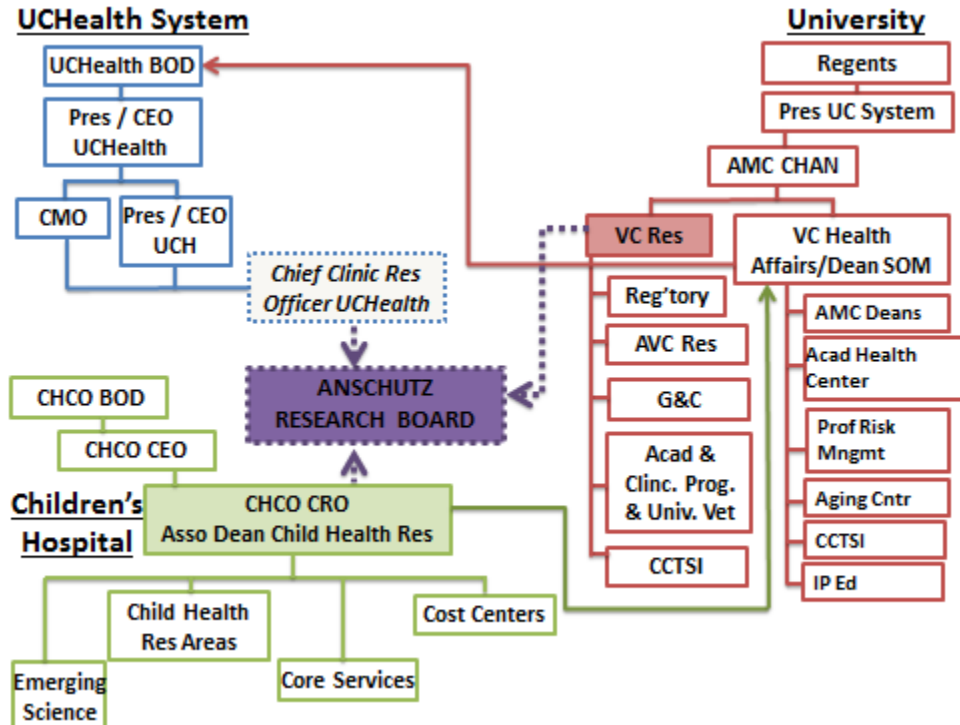 UCHealth System
UCHealth BOD
Pres / CEO
UCHealth
CMO
Pres / CEO
UCH
Chief Clinic Res
Officer UCHealth
University
Regents
Pres UC System
AMC CHAN
VC Res
VC Health
Affairs/Dean SOM
Reg'tory
AVC Res
G&C
Acad &
Clinc. Prog.
& Univ. Vet
CCTSI
AMC Deans
Acad Health
Center
Prof Risk
Mngmt
Aging Cntr
CCTSI
IP Ed
ANSCHUTZ
RESEARCH BOARD
CHCO BOD
CHCO CEO
Children's
Hospital
CHCO CRO
Asso Dean Child Health Res
Emerging
Science
Child Health
Res Areas
Core Services
Cost Centers